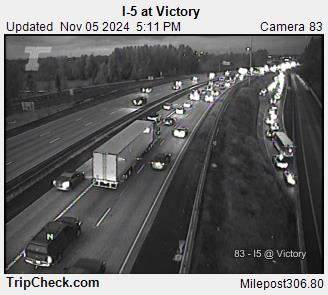 I-5 at Victory
Updated Nov 05 2024 5:11 PM Camera 83
T
N
83 - I5 @ Victory
TripCheck.com Milepost306.80